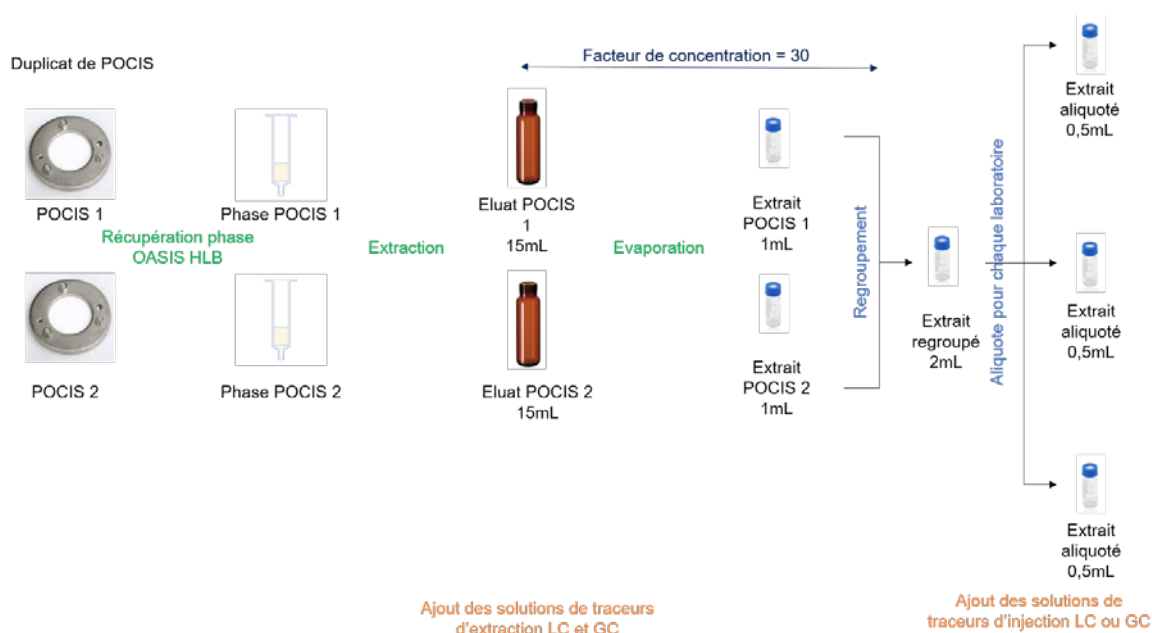 Duplicat de POCIS
Facteur de concentration = 30
POCIS 1
Phase POCIS 1
Eluat POCIS
1
15mL
Extrait
POCIS 1
1mL
Récupération phase
OASIS HLB
Extraction
Evaporation
POCIS 2
Phase POCIS 2
Eluat POCIS 2
15mL
Extrait
POCIS 2
1mL
Regroupement
Extrait
regroupé
2mL
Aliquote pour chaque laboratoire
Extrait
aliquoté
0,5mL
Extrait
aliquoté
0,5mL
Extrait
aliquoté
0,5mL
Ajout des solutions de traceurs
d'extraction LC et GC
Ajout des solutions de
traceurs d'injection LC ou GC